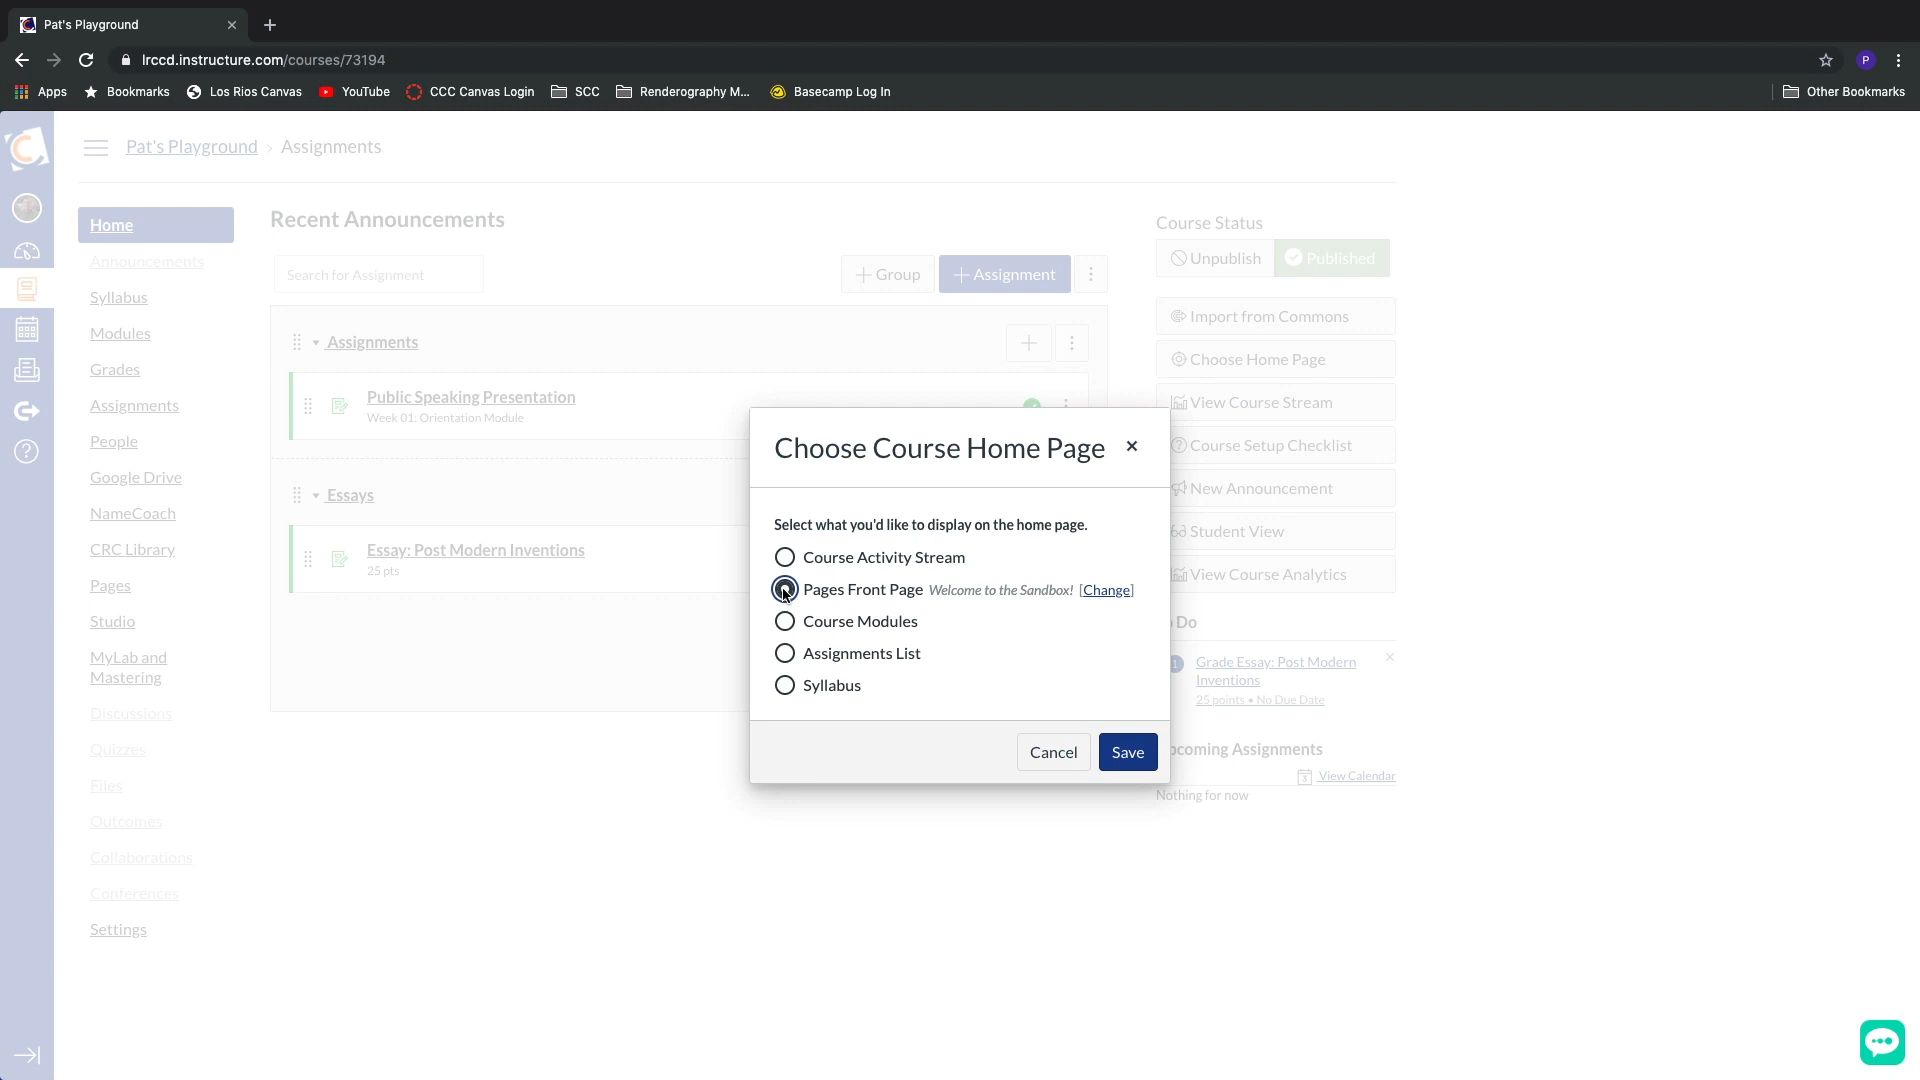 Pat's Playground
lrccd.instructure.com/courses/73194
P
Apps
Bookmarks
Los Rios Canvas
YouTube
CCC Canvas Login
SCC
Renderography M...
Basecamp Log In
Other Bookmarks
Pat's Playground › Assignments
Home
Announcements
Syllabus
Modules
Grades
Assignments
People
Google Drive
NameCoach
CRC Library
Pages
Studio
MyLab and
Mastering
Discussions
Quizzes
Files
Outcomes
Collaborations
Conferences
Settings
Recent Announcements
Search for Assignment
+ Group
+ Assignment
Assignments
Public Speaking Presentation
Week 01: Orientation Module
Essays
Essay: Post Modern Inventions
25 pts
Choose Course Home Page
Select what you'd like to display on the home page.
Course Activity Stream
Pages Front Page Welcome to the Sandbox! [Change]
Course Modules
Assignments List
Syllabus
Cancel
Save
Course Status
Unpublish
Published
Import from Commons
Choose Home Page
View Course Stream
Course Setup Checklist
New Announcement
Student View
View Course Analytics
Do
1
Grade Essay: Post Modern
Inventions
25 points • No Due Date
pcoming Assignments
View Calendar
Nothing for now